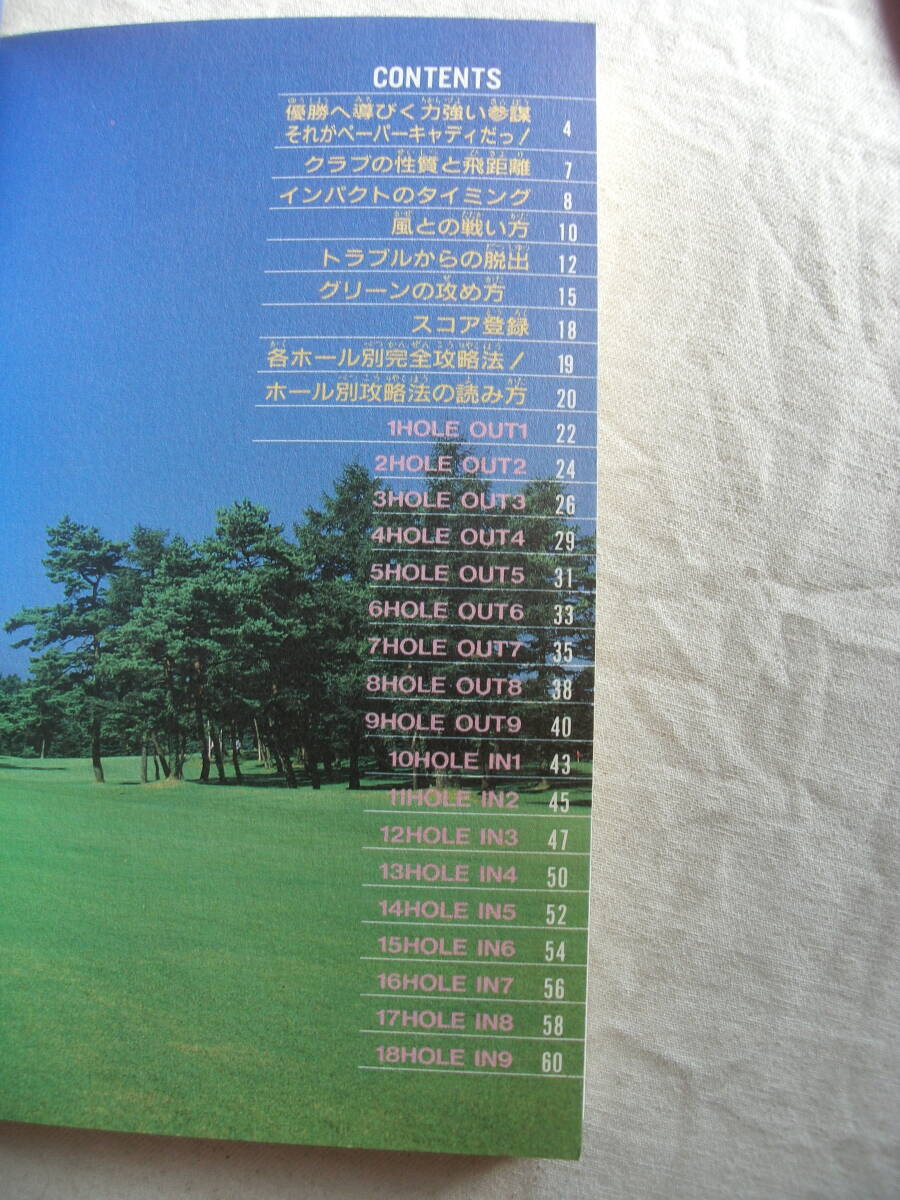 CONTENTS
優勝へ導びく力強い参謀
それがペーパーキャディだっ！ 4
クラブの性質と飛距離 7
インパクトのタイミング 8
風との戦い方 10
トラブルからの脱出 12
グリーンの攻め方 15
スコア登録 18
各ホール別完全攻略法！ 19
ホール別攻略法の読み方 20
1HOLE OUT1 22
2HOLE OUT2 24
3HOLE OUT3 26
4HOLE OUT4 29
5HOLE OUT5 31
6HOLE OUT6 33
7HOLE OUT7 35
8HOLE OUT8 38
9HOLE OUT9 40
10HOLE IN1 43
11HOLE IN2 45
12HOLE IN3 47
13HOLE IN4 50
14HOLE IN5 52
15HOLE IN6 54
16HOLE IN7 56
17HOLE IN8 58
18HOLE IN9 60